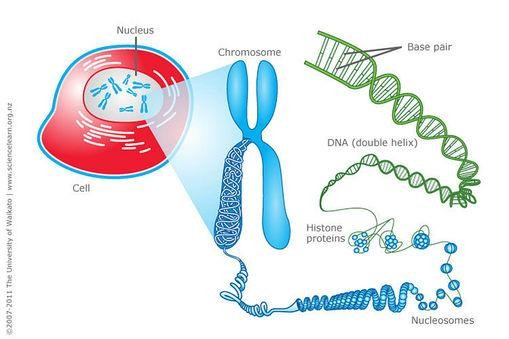 Nucleus
Chromosome
Base pair
Cell
DNA (double helix)
Histone
proteins
Nucleosomes
©2007-2011 The University of Waikato | www.sciencelearn.org.nz